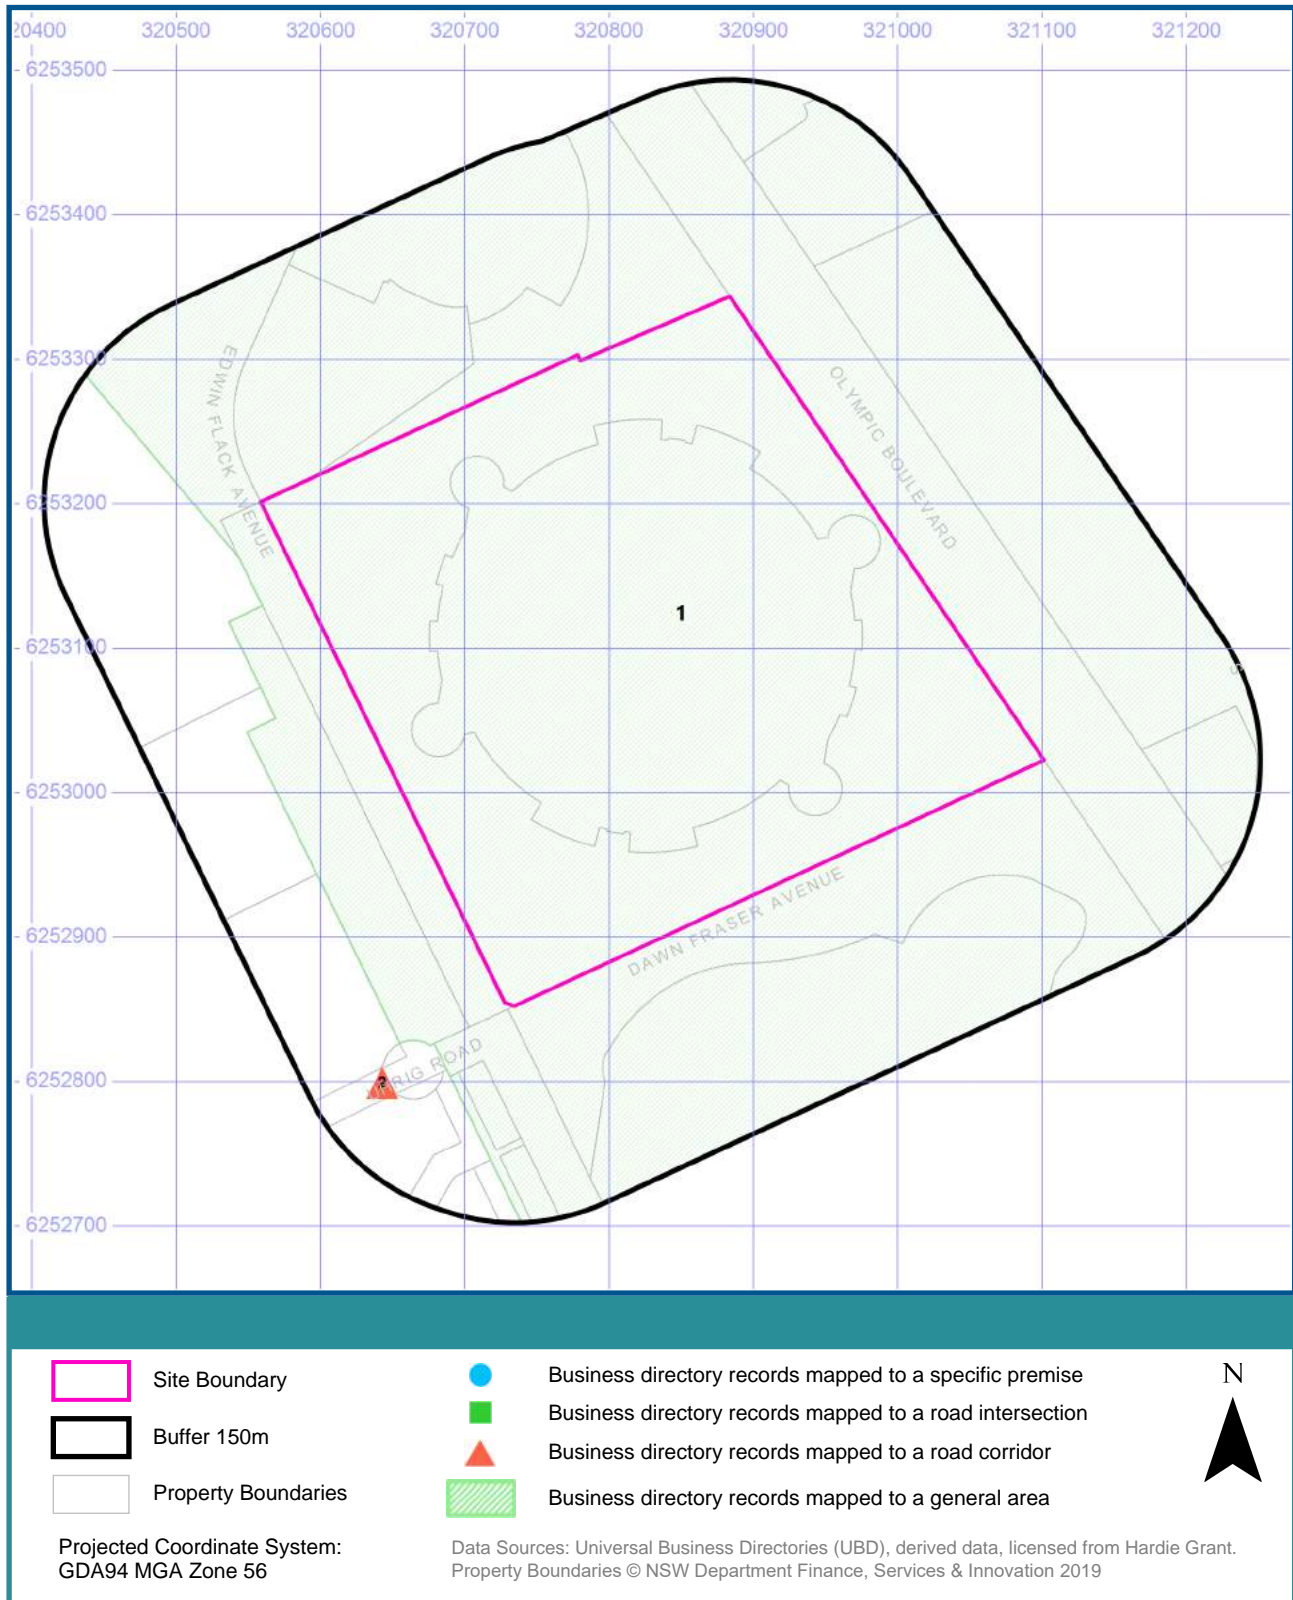 20400 320500 320600 320700 320800 320900 321000 321100 321200
6253500
6253400
6253300
6253200
6253100
6253000
6252900
6252800
6252700
EDWIN FLACK AVENUE
OLYMPIC BOULEVARD
1
S
DAWN FRASER AVENUE
RIG ROAD
2
Site Boundary
Buffer 150m
Property Boundaries
Business directory records mapped to a specific premise
Business directory records mapped to a road intersection
Business directory records mapped to a road corridor
Business directory records mapped to a general area
N
Projected Coordinate System:
GDA94 MGA Zone 56
Data Sources: Universal Business Directories (UBD), derived data, licensed from Hardie Grant.
Property Boundaries © NSW Department Finance, Services & Innovation 2019